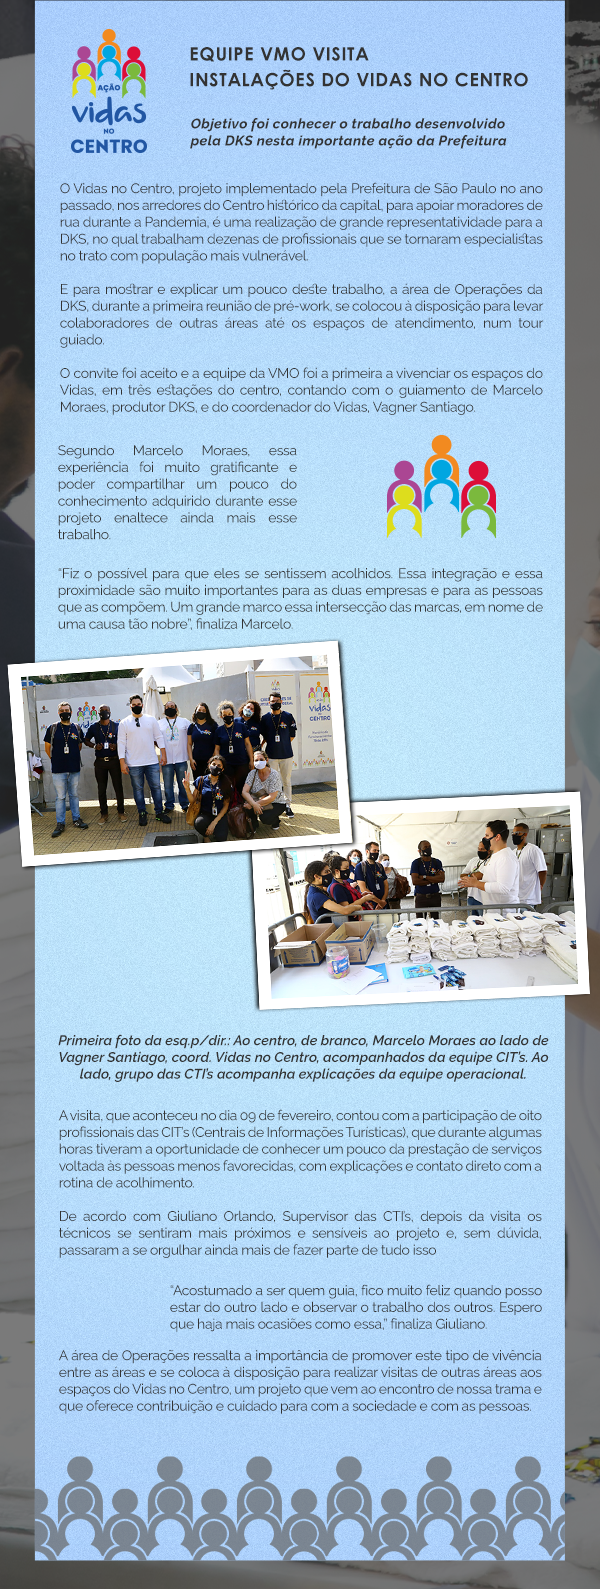 AÇÃO
vidas
NO
CENTRO
EQUIPE VMO VISITA
INSTALAÇÕES DO VIDAS NO CENTRO
Objetivo foi conhecer o trabalho desenvolvido
pela DKS nesta importante ação da Prefeitura
O Vidas no Centro, projeto implementado pela Prefeitura de São Paulo no ano
passado, nos arredores do Centro histórico da capital, para apoiar moradores de
rua durante a Pandemia, é uma realização de grande representatividade para a
DKS, no qual trabalham dezenas de profissionais que se tornaram especialistas
no trato com população mais vulnerável.
E para mostrar e explicar um pouco deste trabalho, a área de Operações da
DKS, durante a primeira reunião de pré-work, se colocou à disposição para levar
colaboradores de outras áreas até os espaços de atendimento, num tour
guiado.
O convite foi aceito e a equipe da VMO foi a primeira a vivenciar os espaços do
Vidas, em três estações do centro, contando com o guiamento de Marcelo
Moraes, produtor DKS, e do coordenador do Vidas, Vagner Santiago.
Segundo Marcelo Moraes, essa
experiência foi muito gratificante e
poder compartilhar um pouco do
conhecimento adquirido durante esse
projeto enaltece ainda mais esse
trabalho.
"Fiz o possível para que eles se sentissem acolhidos. Essa integração e essa
proximidade são muito importantes para as duas empresas e para as pessoas
que as compõem. Um grande marco essa intersecção das marcas, em nome de
uma causa tão nobre", finaliza Marcelo.
vidas
vidas
NO
CENTRO
Primeira foto da esq.p/dir.: Ao centro, de branco, Marcelo Moraes ao lado de
Vagner Santiago, coord. Vidas no Centro, acompanhados da equipe CIT's. Ao
lado, grupo das CTI's acompanha explicações da equipe operacional.
A visita, que aconteceu no dia 09 de fevereiro, contou com a participação de oito
profissionais das CIT's (Centrais de Informações Turísticas), que durante algumas
horas tiveram a oportunidade de conhecer um pouco da prestação de serviços
voltada às pessoas menos favorecidas, com explicações e contato direto com a
rotina de acolhimento.
De acordo com Giuliano Orlando, Supervisor das CTI's, depois da visita os
técnicos se sentiram mais próximos e sensíveis ao projeto e, sem dúvida,
passaram a se orgulhar ainda mais de fazer parte de tudo isso
"Acostumado a ser quem guia, fico muito feliz quando posso
estar do outro lado e observar o trabalho dos outros. Espero
que haja mais ocasiões como essa," finaliza Giuliano.
A área de Operações ressalta a importância de promover este tipo de vivência
entre as áreas e se coloca à disposição para realizar visitas de outras áreas aos
espaços do Vidas no Centro, um projeto que vem ao encontro de nossa trama e
que oferece contribuição e cuidado para com a sociedade e com as pessoas.